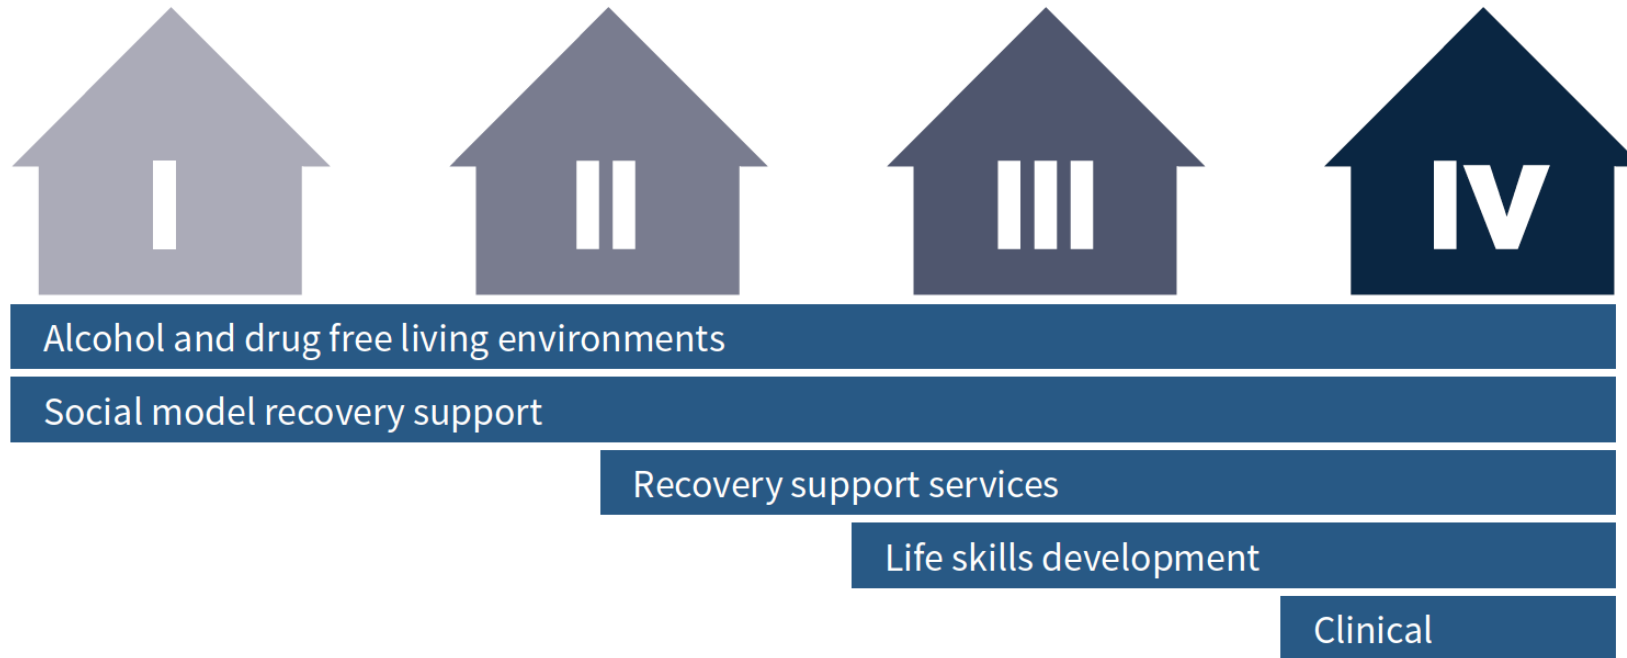 I
II
III
IV
Alcohol and drug free living environments
Social model recovery support
Recovery support services
Life skills development
Clinical